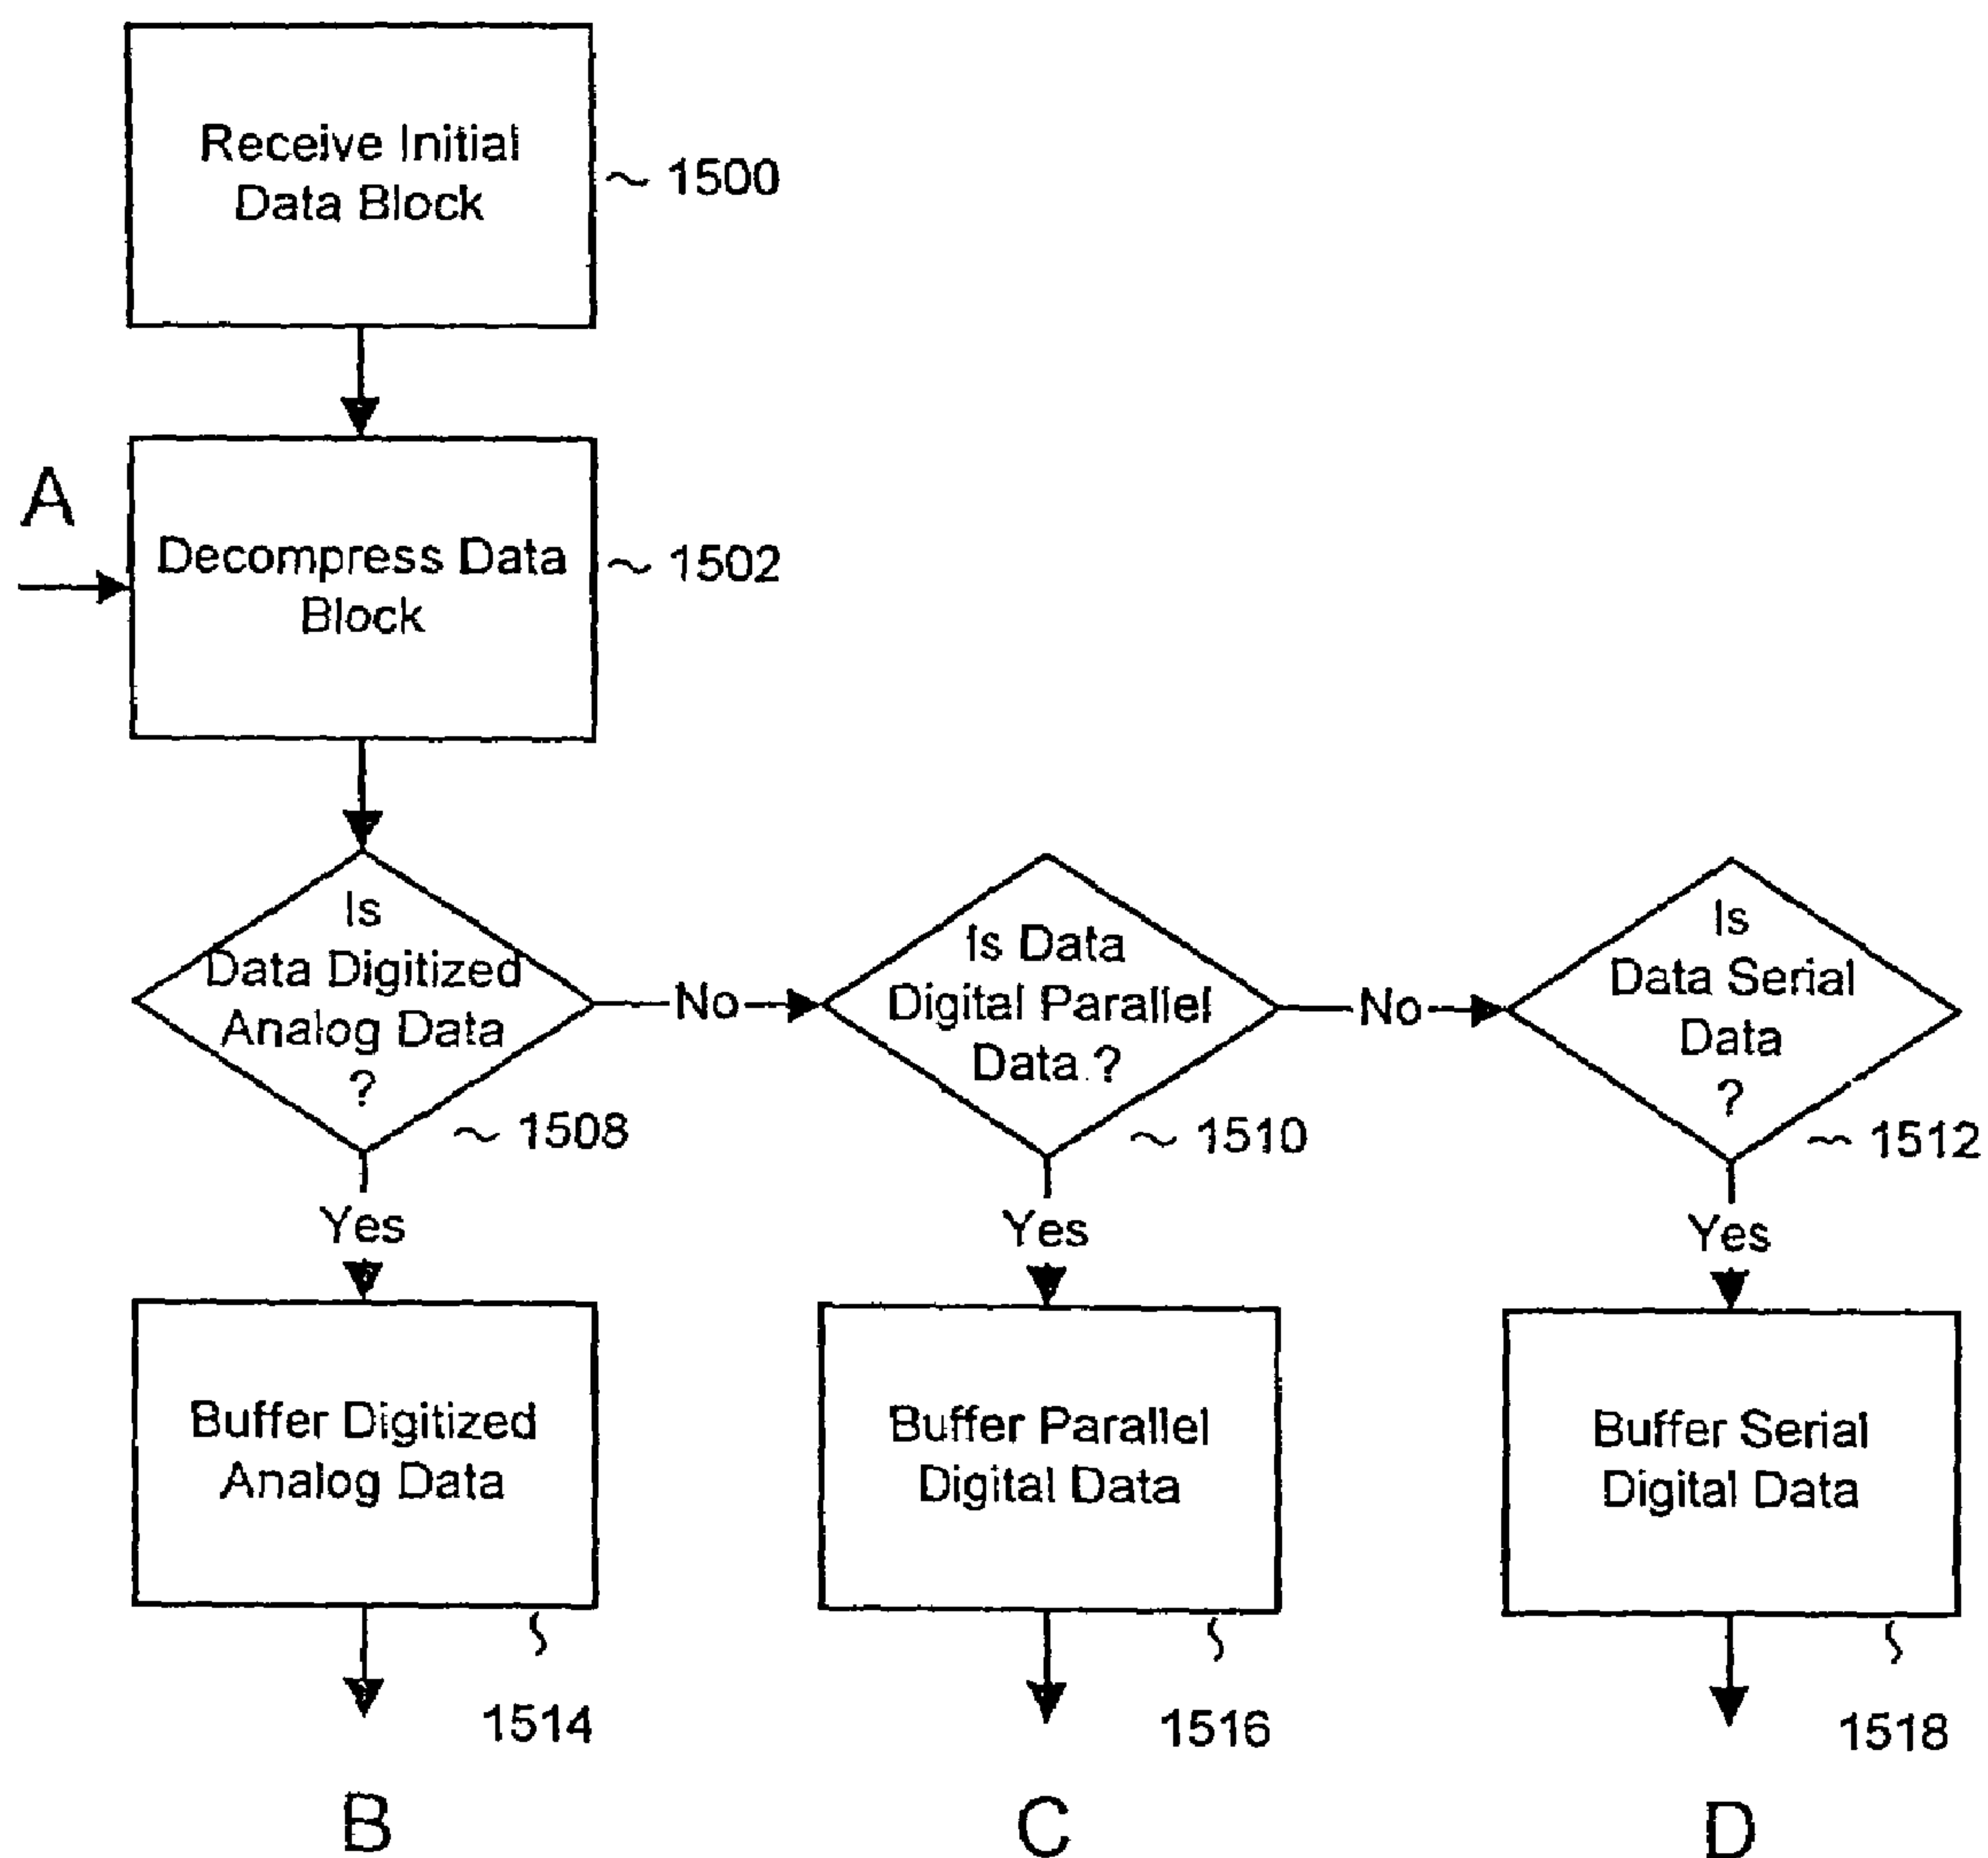 Receive Initial
Data Block
1500
A
Decompress Data
Block
1502
Is
Data Digitized
Analog Data
?
1508
No
Is Data
Digital Parallel
Data ?
1510
No
Is
Data Serial
Data
?
1512
Yes
Yes
Yes
Buffer Digitized
Analog Data
1514
Buffer Parallel
Digital Data
1516
Buffer Serial
Digital Data
1518
B
C
D